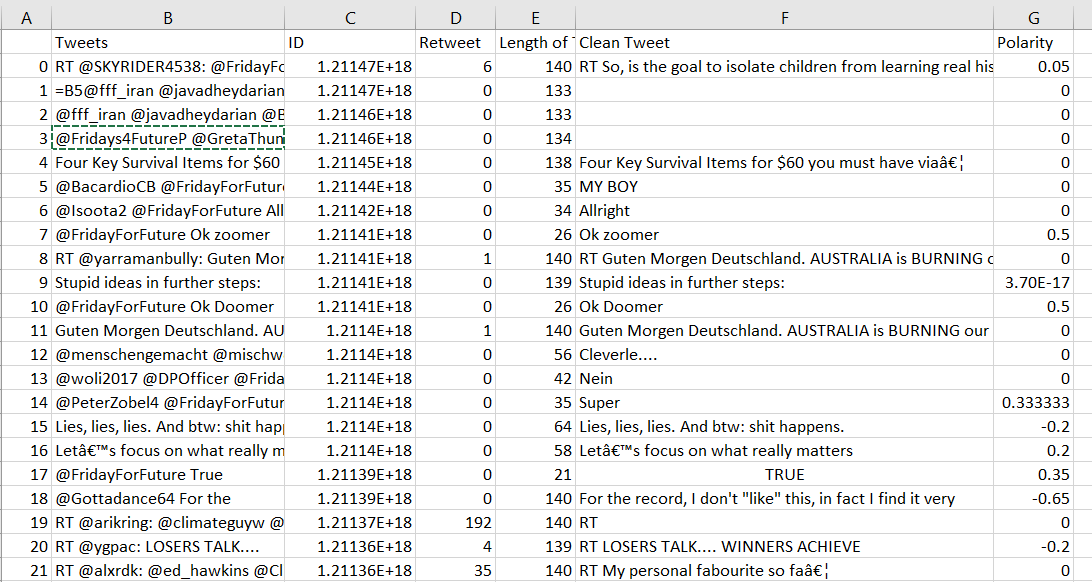 A B C D E F G
Tweets ID Retweet Length of Clean Tweet Polarity
0 RT @SKYRIDER4538: @FridayFo 1.21147E+18 6 140 RT So, is the goal to isolate children from learning real his 0.05
1 =B5@fff_iran @javadheydarian 1.21147E+18 0 133 0
2 @fff_iran @javadheydarian @B 1.21146E+18 0 133 0
3 @Fridays4FutureP @GretaThun 1.21146E+18 0 134 0
4 Four Key Survival Items for $60 1.21145E+18 0 138 Four Key Survival Items for $60 you must have viaâ€¦ 0
5 @BacardioCB @FridayForFuture 1.21144E+18 0 35 MY BOY 0
6 @Isoota2 @FridayForFuture All 1.21142E+18 0 34 Allright 0
7 @FridayForFuture Ok zoomer 1.21141E+18 0 26 Ok zoomer 0.5
8 RT @yarramanbully: Guten Mor 1.21141E+18 1 140 RT Guten Morgen Deutschland. AUSTRALIA is BURNING 0
9 Stupid ideas in further steps: 1.21141E+18 0 139 Stupid ideas in further steps: 3.70E-17
10 @FridayForFuture Ok Doomer 1.21141E+18 0 26 Ok Doomer 0.5
11 Guten Morgen Deutschland. AU 1.2114E+18 1 140 Guten Morgen Deutschland. AUSTRALIA is BURNING our 0
12 @menschengemacht @mischw 1.2114E+18 0 56 Cleverle.... 0
13 @woli2017 @DPOfficer @Frida 1.2114E+18 0 42 Nein 0
14 @PeterZobel4 @FridayForFutur 1.2114E+18 0 35 Super 0.333333
15 Lies, lies, lies. And btw: shit hap 1.2114E+18 0 64 Lies, lies, lies. And btw: shit happens. -0.2
16 Letâ€™s focus on what really m 1.2114E+18 0 58 Letâ€™s focus on what really matters 0.2
17 @FridayForFuture True 1.21139E+18 0 21 TRUE 0.35
18 @Gottadance64 For the 1.21139E+18 0 140 For the record, I don't "like" this, in fact I find it very -0.65
19 RT @arikring: @climateguyw @ 1.21137E+18 192 140 RT 0
20 RT @ygpac: LOSERS TALK.... 1.21136E+18 4 139 RT LOSERS TALK.... WINNERS ACHIEVE -0.2
21 RT @alxrdk: @ed_hawkins @Cl 1.21136E+18 35 140 RT My personal fabourite so faâ€¦ 0